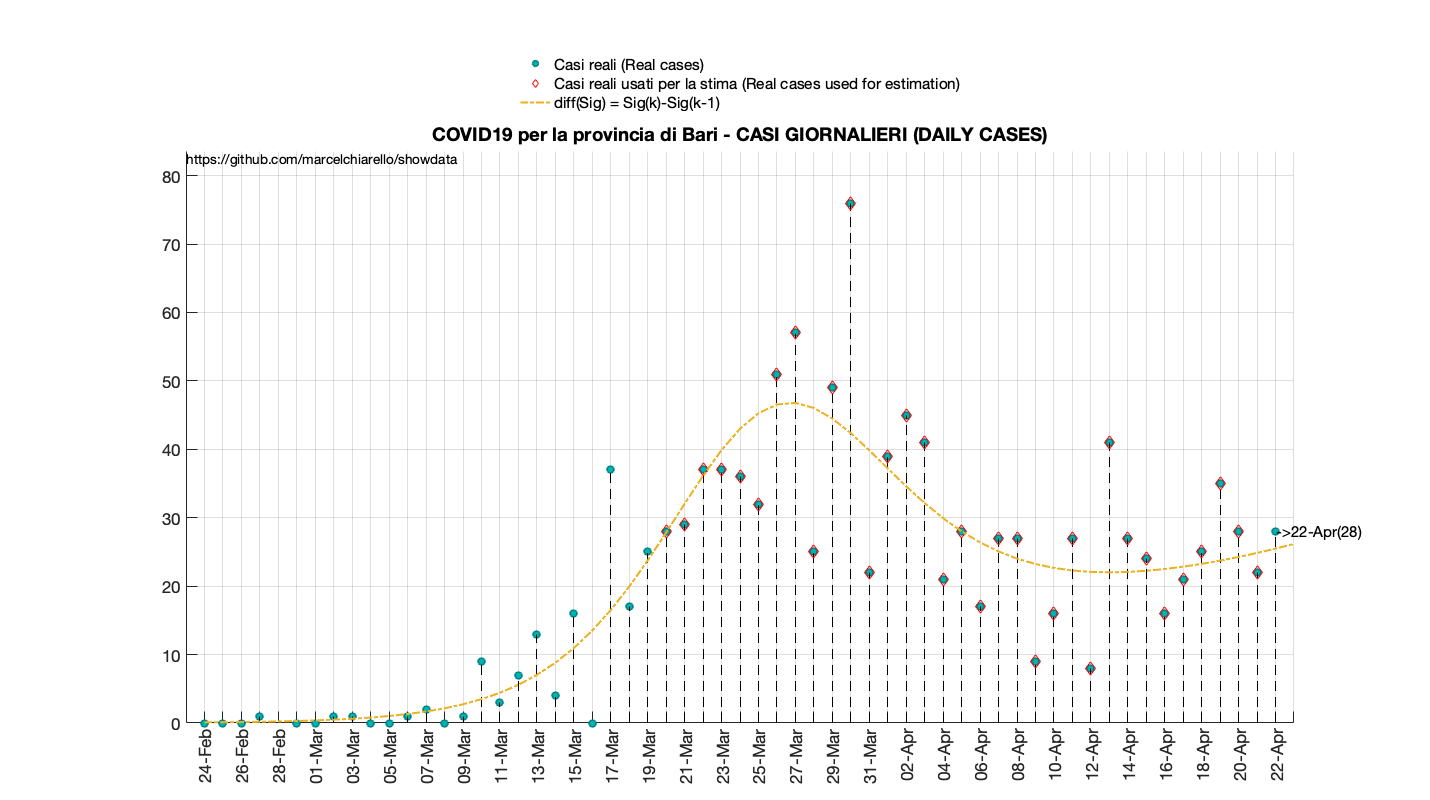 Casi reali (Real cases)
Casi reali usati per la stima (Real cases used for estimation)
diff(Sig) = Sig(k)-Sig(k-1)
COVID19 per la provincia di Bari - CASI GIORNALIERI (DAILY CASES)
https://github.com/marcelchiarello/showdata
80
70
60
50
40
30
20
10
0
->22-Apr(28)
24-Feb
26-Feb
28-Feb
01-Mar
03-Mar
05-Mar
07-Mar
09-Mar
11-Mar
13-Mar
15-Mar
17-Mar
19-Mar
21-Mar
23-Mar
25-Mar
27-Mar
29-Mar
31-Mar
02-Apr
04-Apr
06-Apr
08-Apr
10-Apr
12-Apr
14-Apr
16-Apr
18-Apr
20-Apr
22-Apr